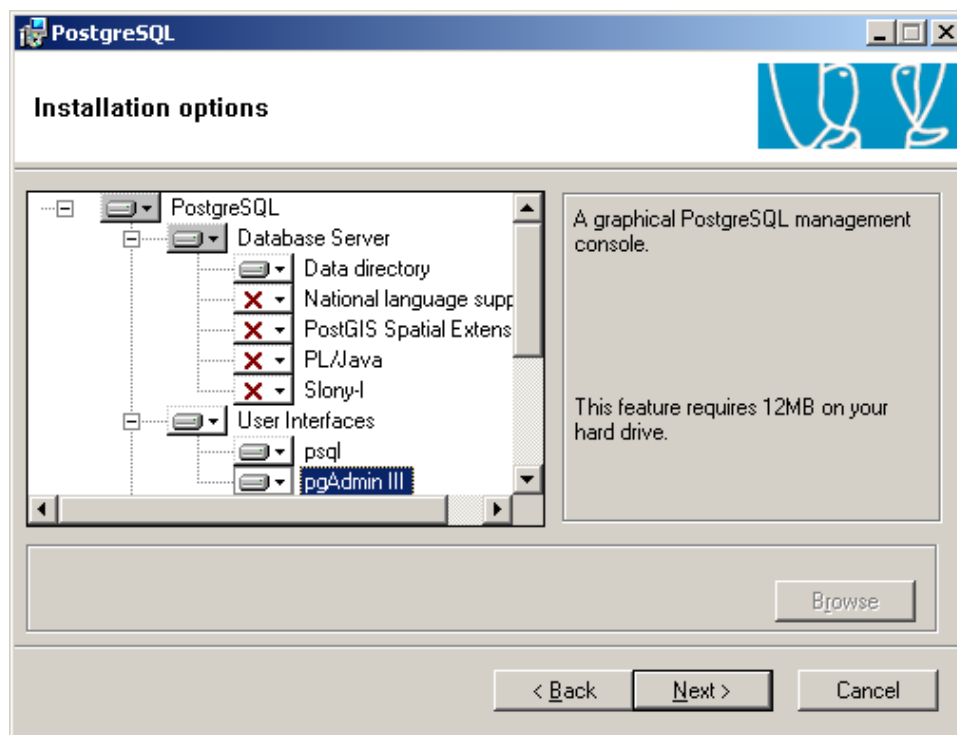 PostgreSQL
Installation options
PostgreSQL
Database Server
Data directory
National language supp
PostGIS Spatial Extens
PL/Java
Slony-I
User Interfaces
psql
pgAdmin III
A graphical PostgreSQL management
console.
This feature requires 12MB on your
hard drive.
Browse
< Back
Next >
Cancel